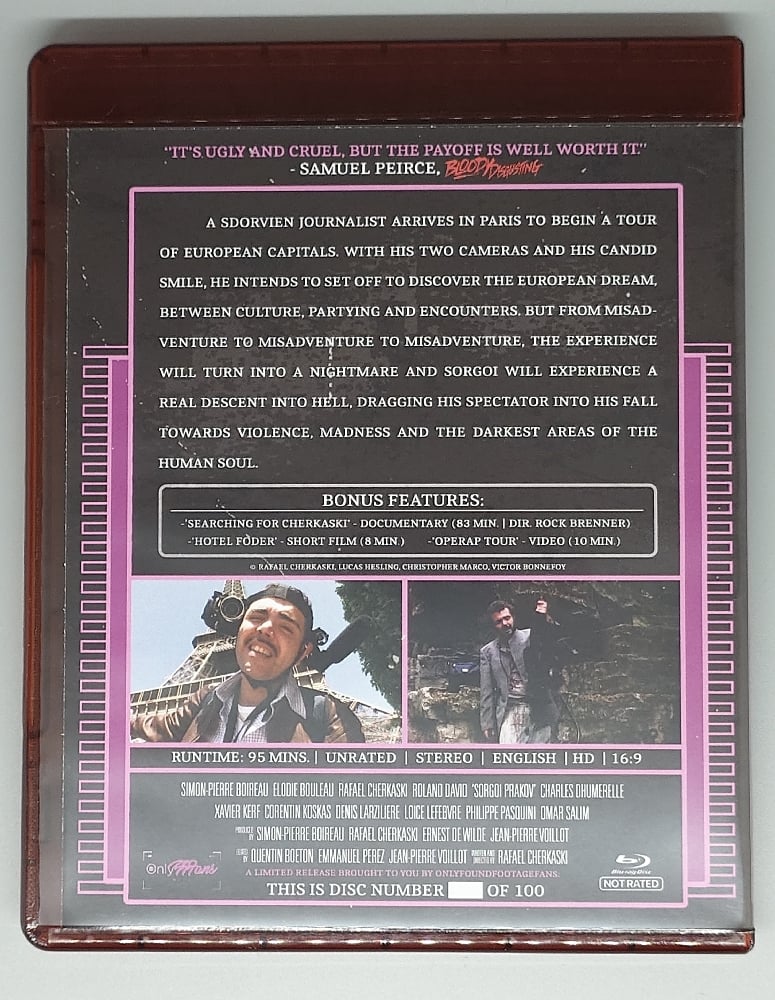 "IT'S UGLY AND CRUEL, BUT THE PAYOFF IS WELL WORTH IT."
- SAMUEL PEIRCE, BLOODY DISGUSTING
A SDORVIEN JOURNALIST ARRIVES IN PARIS TO BEGIN A TOUR
OF EUROPEAN CAPITALS. WITH HIS TWO CAMERAS AND HIS CANDID
SMILE, HE INTENDS TO SET OFF TO DISCOVER THE EUROPEAN DREAM,
BETWEEN CULTURE, PARTYING AND ENCOUNTERS. BUT FROM MISAD-
VENTURE TO MISADVENTURE TO MISADVENTURE, THE EXPERIENCE
WILL TURN INTO A NIGHTMARE AND SORGOI WILL EXPERIENCE A
REAL DESCENT INTO HELL, DRAGGING HIS SPECTATOR INTO HIS FALL
TOWARDS VIOLENCE, MADNESS AND THE DARKEST AREAS OF THE
HUMAN SOUL.
BONUS FEATURES:
-'SEARCHING FOR CHERKASKI' - DOCUMENTARY (83 MIN. | DIR. ROCK BRENNER)
-'HOTEL FÖDER' - SHORT FILM (8 MIN.) -'OPERAP TOUR' - VIDEO (10 MIN.)
© RAFAEL CHERKASKI, LUCAS HESLING, CHRISTOPHER MARCO, VICTOR BONNEFOY
RUNTIME: 95 MINS. | UNRATED | STEREO | ENGLISH | HD | 16:9
SIMON-PIERRE BOIREAU ELODIE BOULEAU RAFAEL CHERKASKI ROLAND DAVID "SORGOI PRAKOV" CHARLES DHUMERELLE
XAVIER KERF CORENTIN KOSKAS DENIS LARZILIERE LOICE LEFEBVRE PHILIPPE PASQUINI OMAR SALIM
PRODUCED BY SIMON-PIERRE BOIREAU RAFAEL CHERKASKI ERNEST DE WILDE JEAN-PIERRE VOILLOT
QUENTIN BOETON EMMANUEL PEREZ JEAN-PIERRE VOILLOT WRITTEN AND DIRECTED BY RAFAEL CHERKASKI
onlyfffans
A LIMITED RELEASE BROUGHT TO YOU BY ONLYFOUNDFOOTAGEFANS:
THIS IS DISC NUMBER OF 100
Blu-ray Disc
NOT RATED